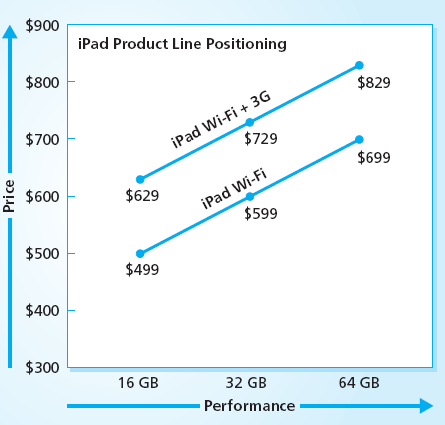 $900
iPad Product Line Positioning
$800
$829
iPad Wi-Fi + 3G
$700
$729
$699
Price
$600
$629
iPad Wi-Fi
$599
$500
$499
$400
$300
16 GB
32 GB
64 GB
Performance